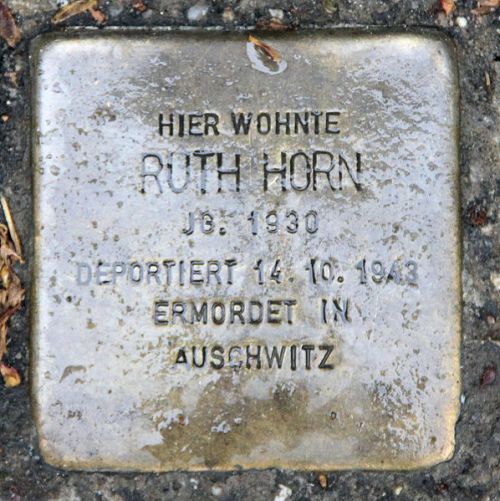 HIER WOHNTE
RUTH HORN
JG. 1930
DEPORTIERT 14.10.1943
ERMORDET IN
AUSCHWITZ